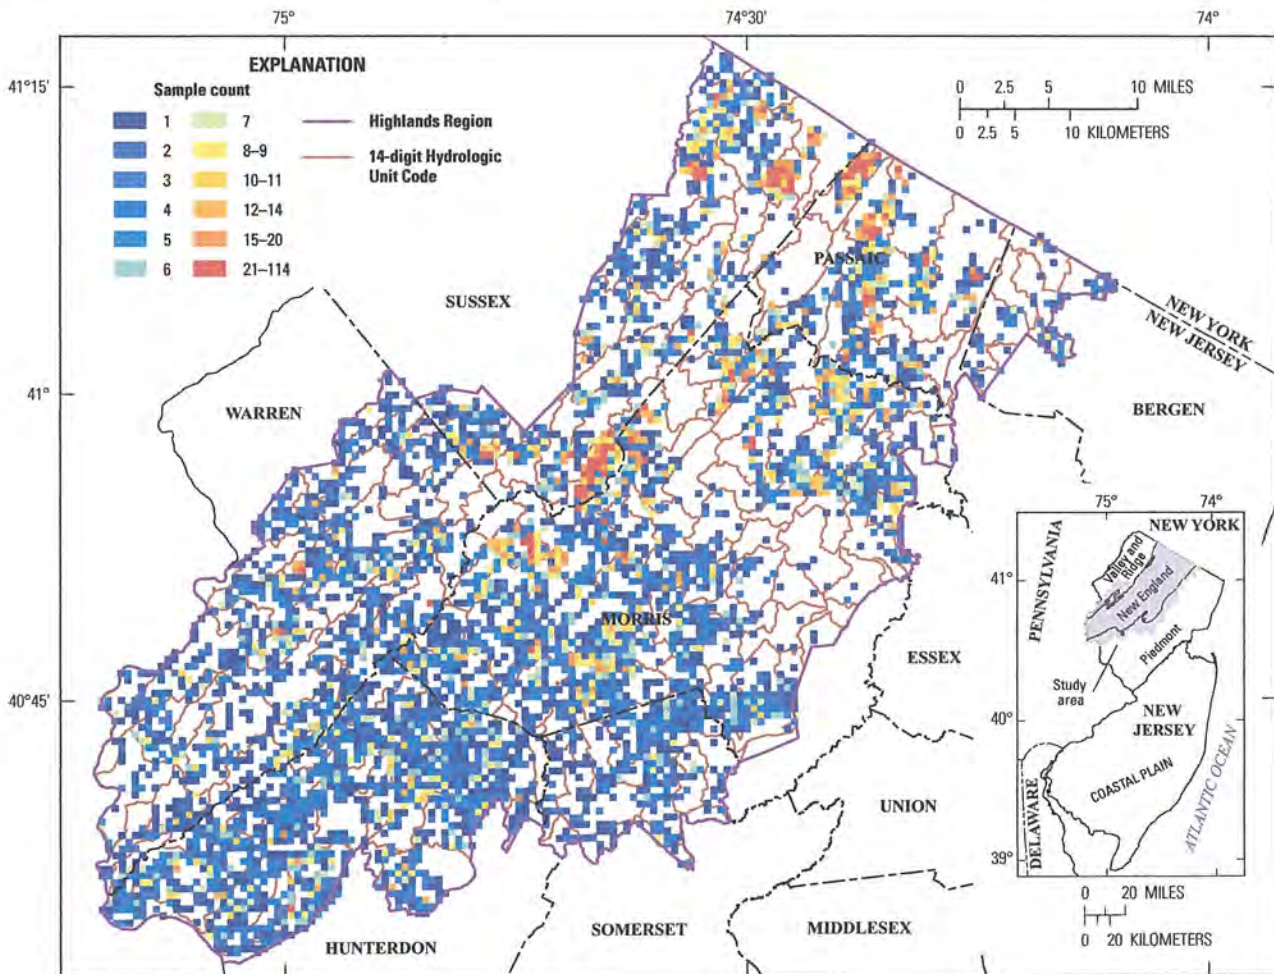 75°
74°30'
74°
41°15'
41°
40°45'
EXPLANATION
Sample count
1
2
3
4
5
6
7
8–9
10–11
12–14
15–20
21–114
Highlands Region
14-digit Hydrologic
Unit Code
0 2.5 5 10 MILES
0 2.5 5 10 KILOMETERS
SUSSEX
PASSAIC
NEW YORK
NEW JERSEY
WARREN
BERGEN
MORRIS
ESSEX
UNION
HUNTERDON
SOMERSET
MIDDLESEX
75°
74°
NEW YORK
PENNSYLVANIA
Valley and
Ridge
New England
41°
Piedmont
Study
area
40°
NEW
JERSEY
COASTAL PLAIN
ATLANTIC OCEAN
DELAWARE
39°
0 20 MILES
0 20 KILOMETERS